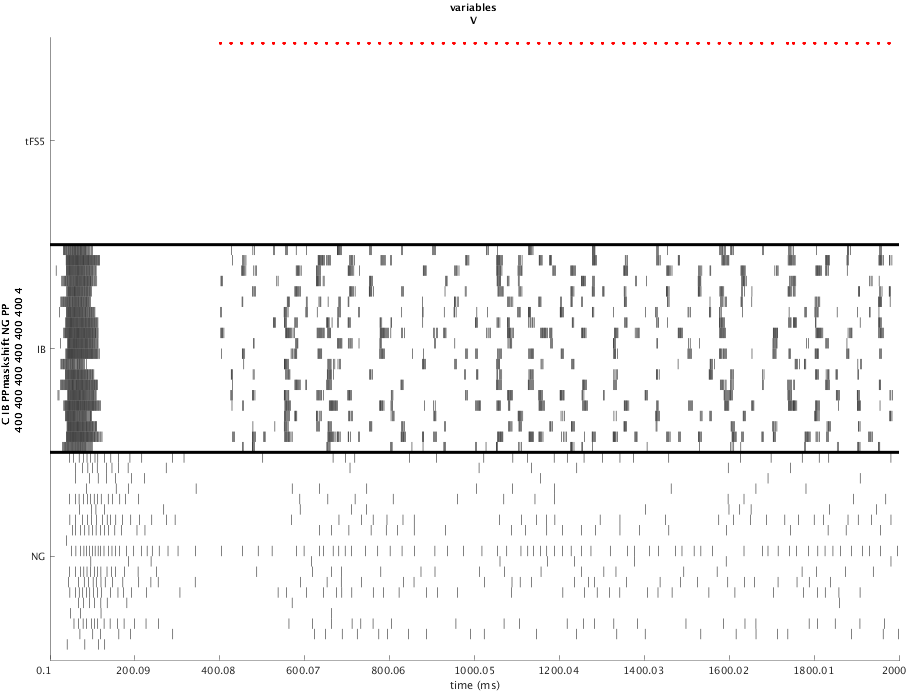 variables
V
tFS5
IB
NG
C IB PPmaskshift NG PP
400 400 400 400 400 400 4
0.1 200.09 400.08 600.07 800.06 1000.05 1200.04 1400.03 1600.02 1800.01 2000
time (ms)